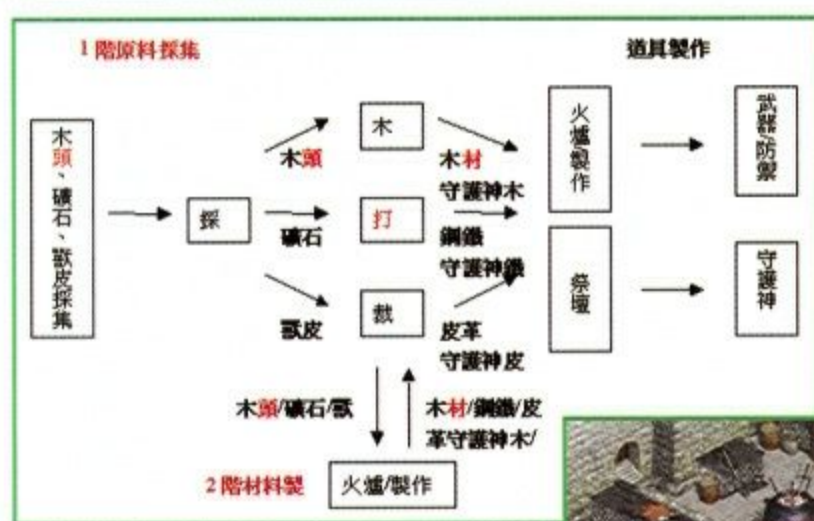 1 階原料採集
道具製作
木頭、礦石、獸皮採集
採
木頭
礦石
獸皮
木
打
裁
木材
守護神木
鋼鐵
守護神鐵
皮革
守護神皮
火爐製作
祭壇
武器/防禦
守護神
木頭/礦石/獸
木材/鋼鐵/皮
革守護神木/
2 階材料製
火爐/製作